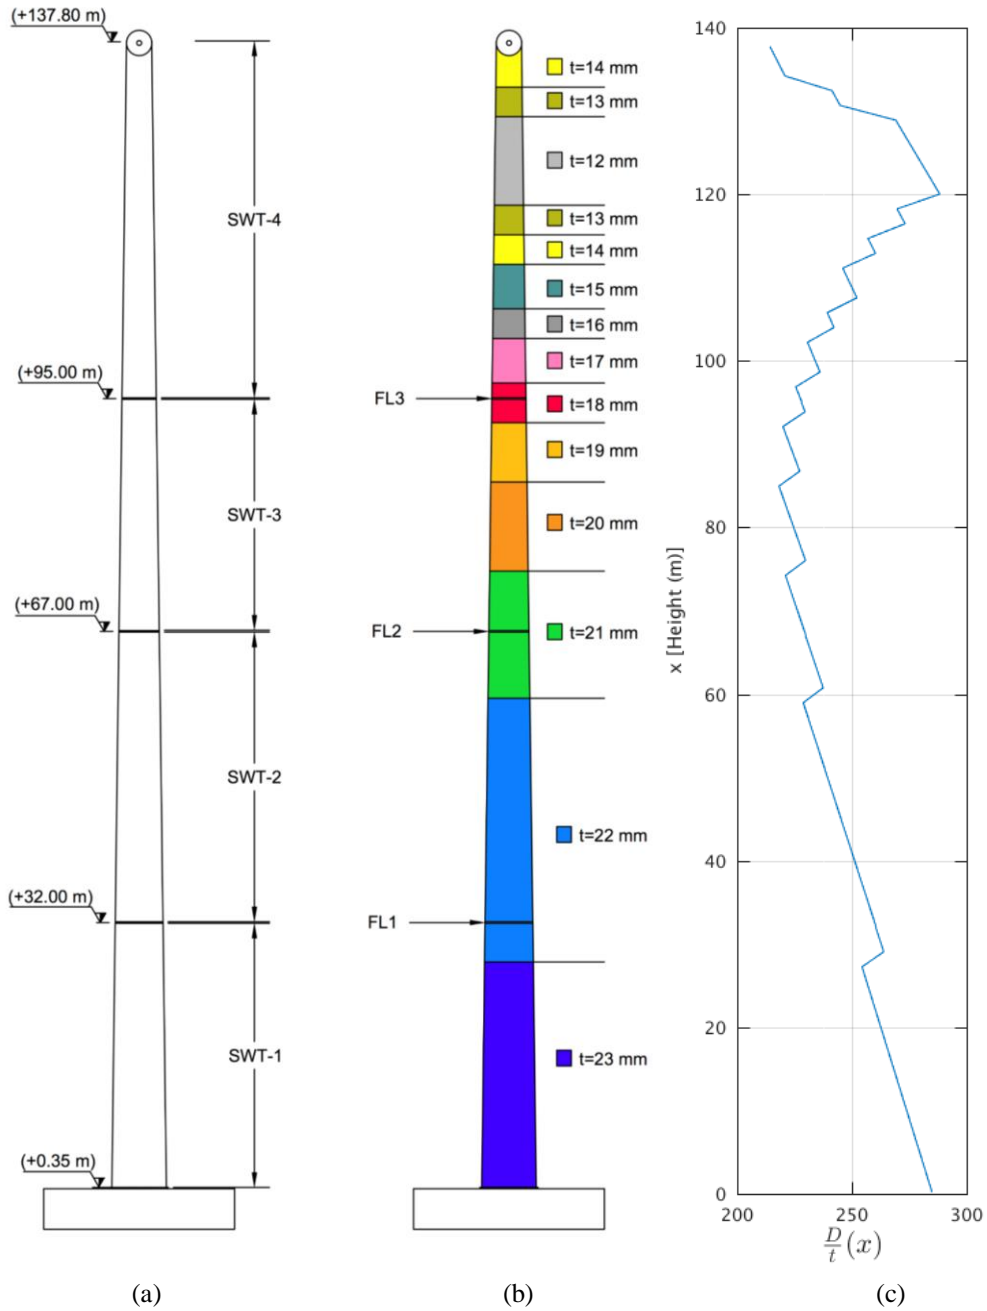 (+137.80 m)
SWT-4
(+95.00 m)
SWT-3
(+67.00 m)
SWT-2
(+32.00 m)
SWT-1
(+0.35 m)
(a)
t=14 mm
t=13 mm
t=12 mm
t=13 mm
t=14 mm
t=15 mm
t=16 mm
t=17 mm
FL3
t=18 mm
t=19 mm
t=20 mm
FL2
t=21 mm
t=22 mm
FL1
t=23 mm
(b)
x [Height (m)]
140
120
100
80
60
40
20
0
200 250 300
D/t (x)
(c)